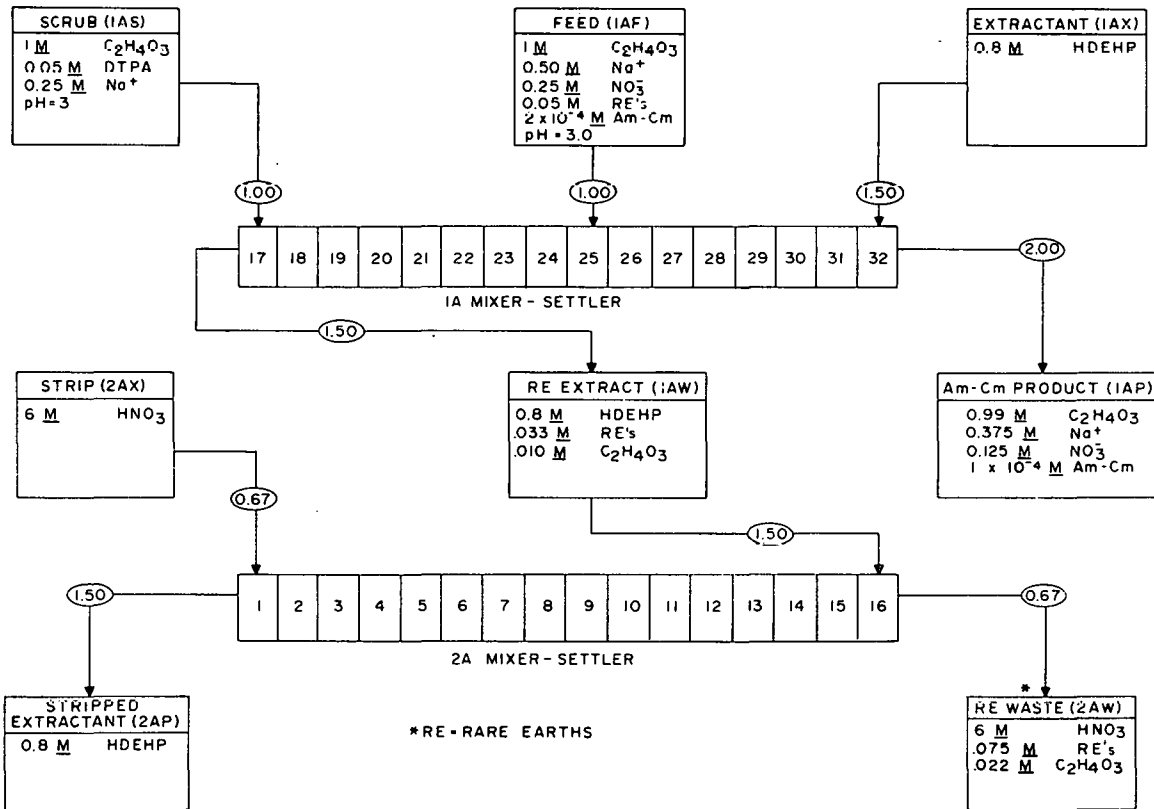 SCRUB (1AS)
1 M C₂H₄O₃
0.05 M DTPA
0.25 M Na⁺
pH = 3
FEED (1AF)
1 M C₂H₄O₃
0.50 M Na⁺
0.25 M NO₃⁻
0.05 M RE's
2 x 10⁻⁴ M Am-Cm
pH = 3.0
EXTRACTANT (1AX)
0.8 M HDEHP
1.00
1.00
1.50
17 18 19 20 21 22 23 24 25 26 27 28 29 30 31 32
2.00
1A MIXER - SETTLER
1.50
STRIP (2AX)
6 M HNO₃
RE EXTRACT (1AW)
0.8 M HDEHP
.033 M RE's
.010 M C₂H₄O₃
Am-Cm PRODUCT (1AP)
0.99 M C₂H₄O₃
0.375 M Na⁺
0.125 M NO₃⁻
1 x 10⁻⁴ M Am-Cm
0.67
1.50
1.50
1 2 3 4 5 6 7 8 9 10 11 12 13 14 15 16
0.67
2A MIXER - SETTLER
STRIPPED
EXTRACTANT (2AP)
0.8 M HDEHP
*RE = RARE EARTHS
*
RE WASTE (2AW)
6 M HNO₃
.075 M RE's
.022 M C₂H₄O₃